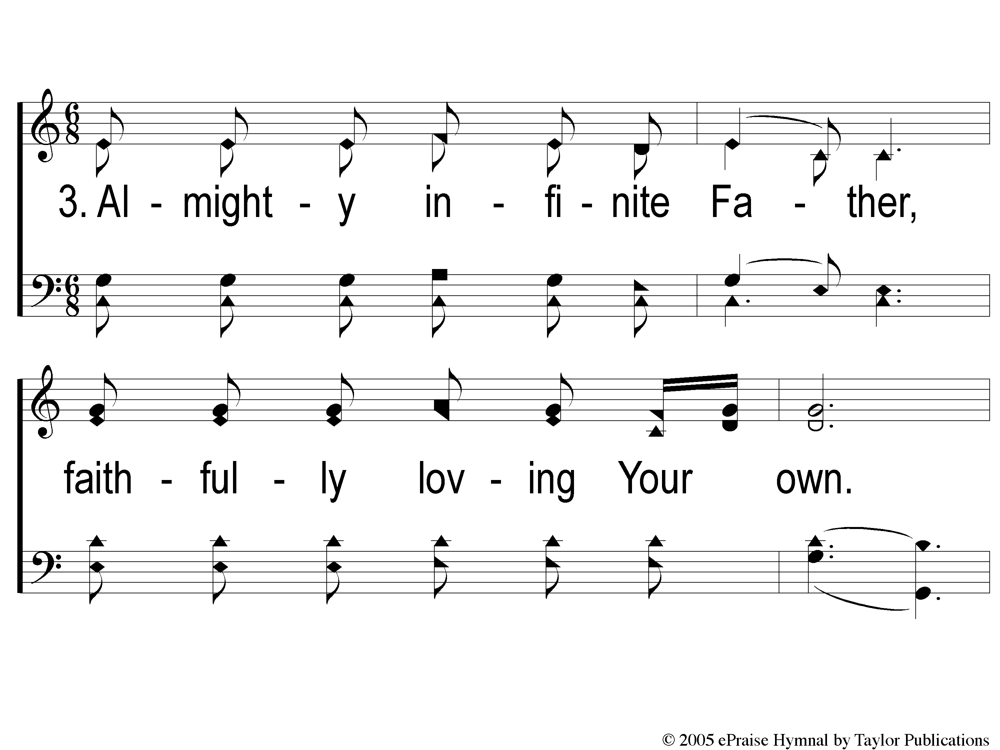 3. Al - might - y in - fi - nite Fa - ther,
faith - ful - ly lov - ing Your own.
© 2005 ePraise Hymnal by Taylor Publications